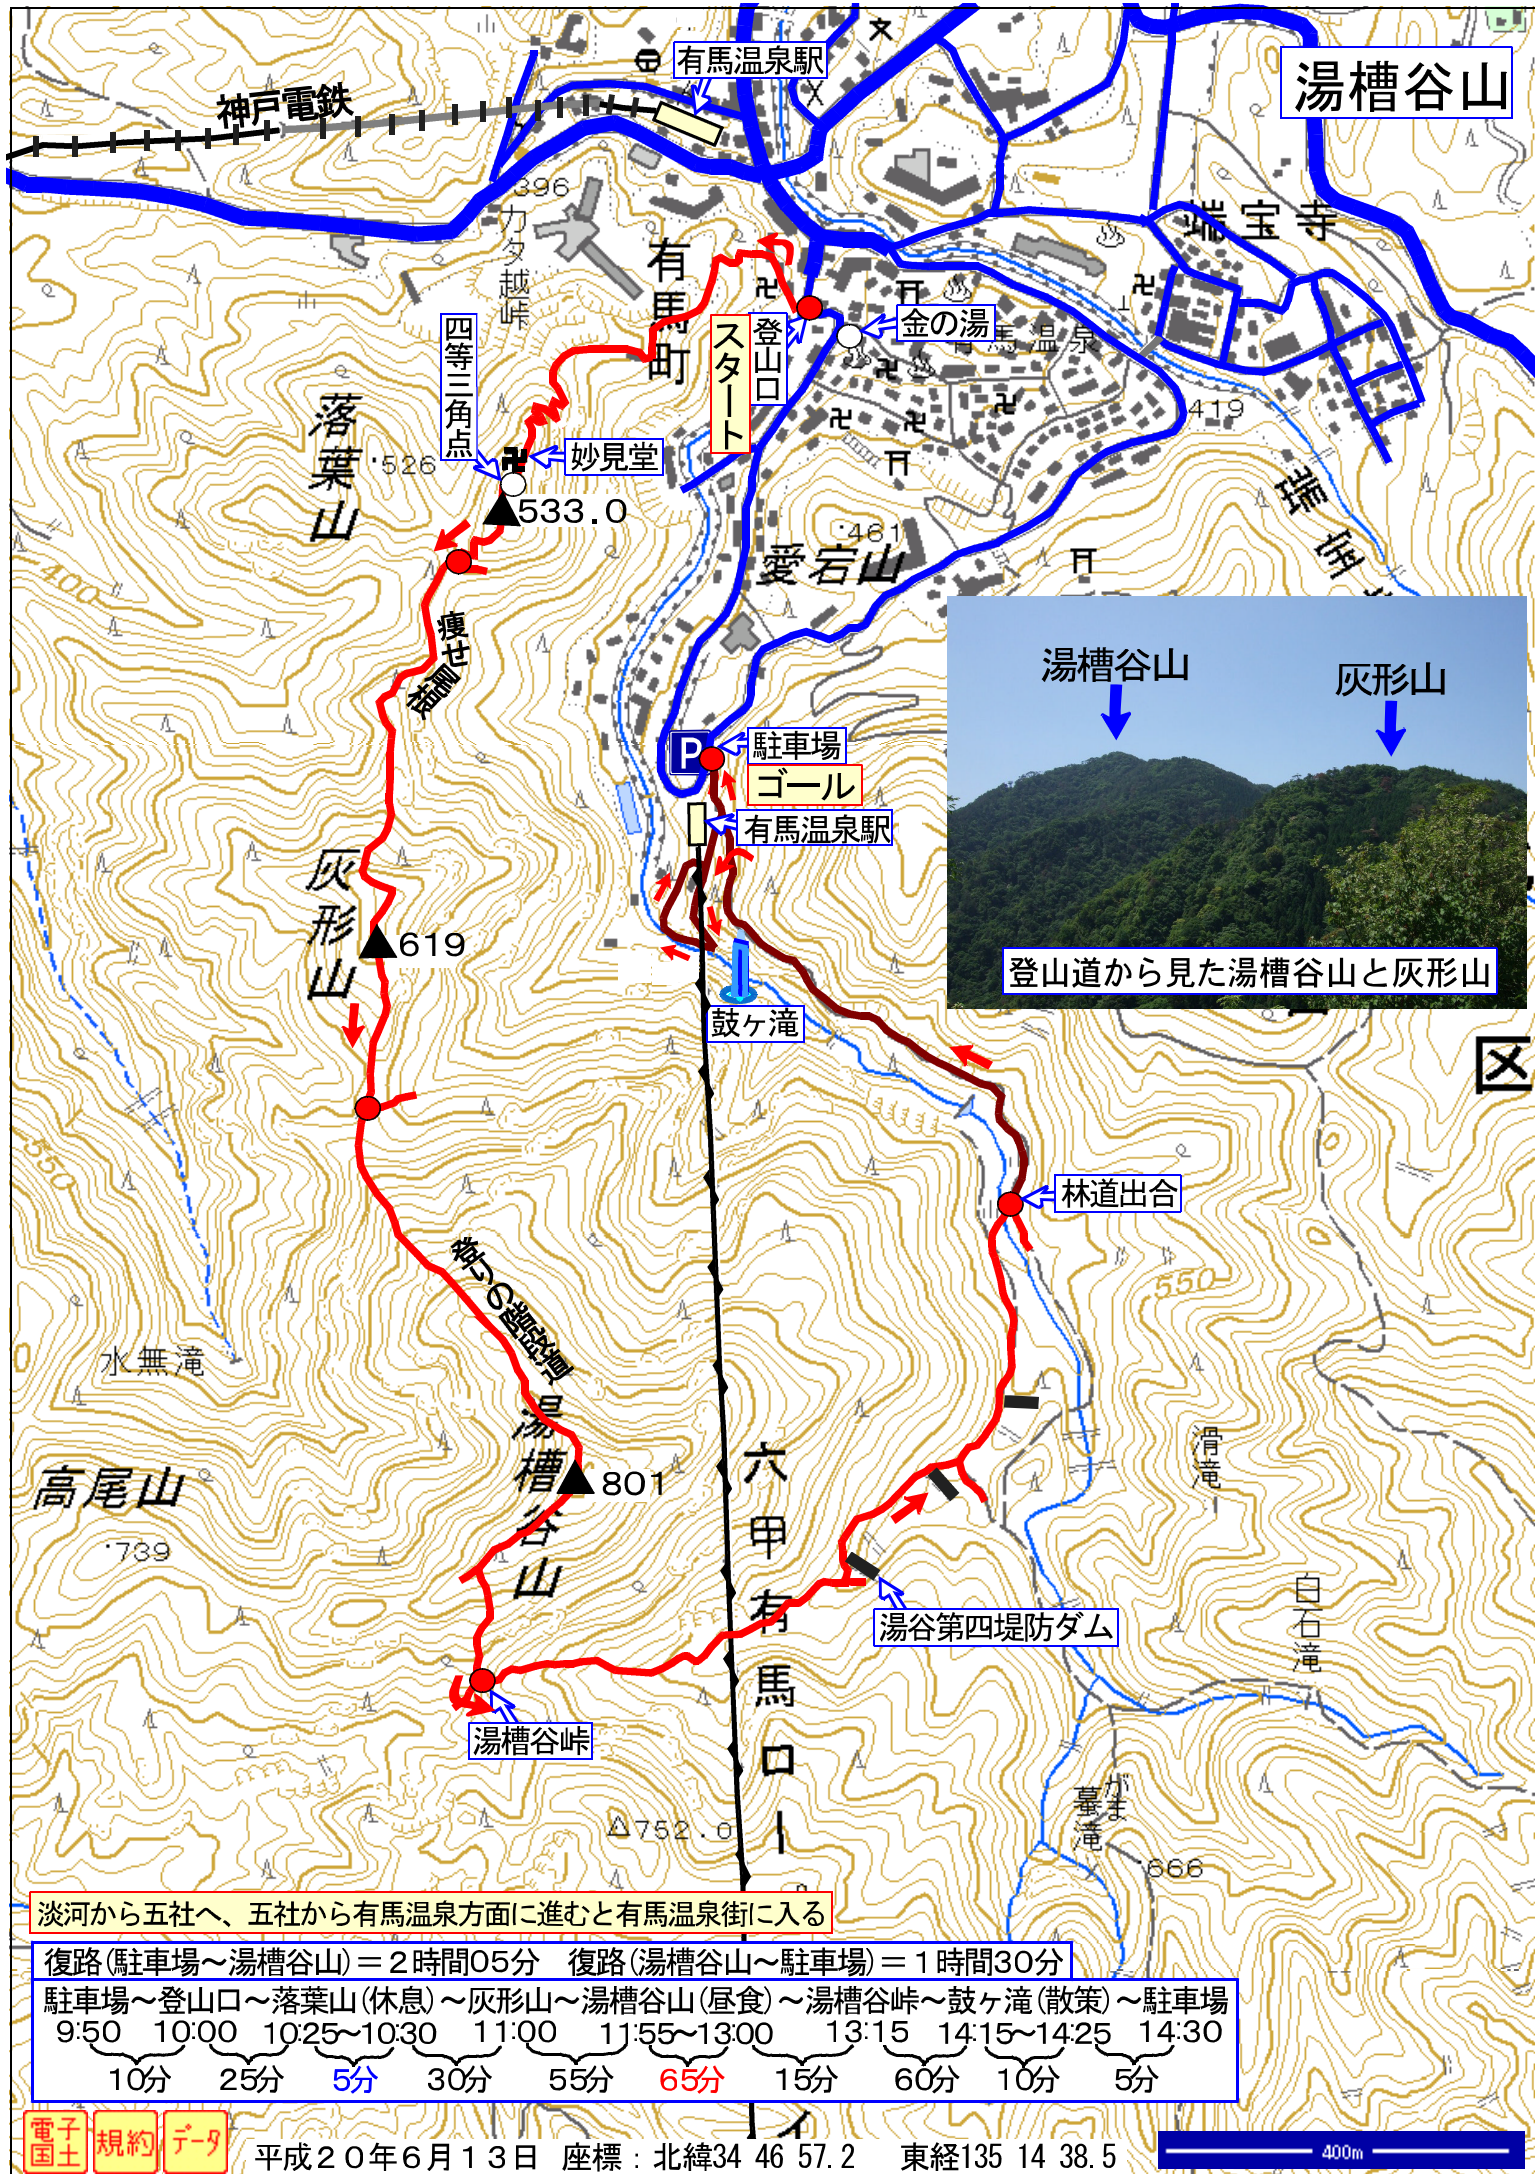 湯槽谷山
有馬温泉駅
神戸電鉄
396
カタ越峠
有馬町
瑞宝寺
四等三角点
スタート
登山口
金の湯
有馬温泉
落葉山
・526
妙見堂
419
533.0
・461
愛宕山
400
痩せ尾根
湯槽谷山
灰形山
駐車場
ゴール
有馬温泉駅
灰形山
619
登山道から見た湯槽谷山と灰形山
鼓ヶ滝
区
550
林道出合
550
登りの階段道
水無滝
湯槽谷山
滑滝
六甲有馬ロープ
801
高尾山
・739
白石滝
湯谷第四堤防ダム
湯槽谷峠
がま
蟇滝
752.0
・666
淡河から五社へ、五社から有馬温泉方面に進むと有馬温泉街に入る
復路(駐車場～湯槽谷山)＝２時間05分　復路(湯槽谷山～駐車場)＝１時間30分
駐車場～登山口～落葉山(休息)～灰形山～湯槽谷山(昼食)～湯槽谷峠～鼓ヶ滝(散策)～駐車場
9:50 10:00 10:25～10:30 11:00 11:55～13:00 13:15 14:15～14:25 14:30
10分 25分 5分 30分 55分 65分 15分 60分 10分 5分
電子国土 規約 データ
平成２０年６月１３日 座標：北緯34 46 57.2 東経135 14 38.5
400m